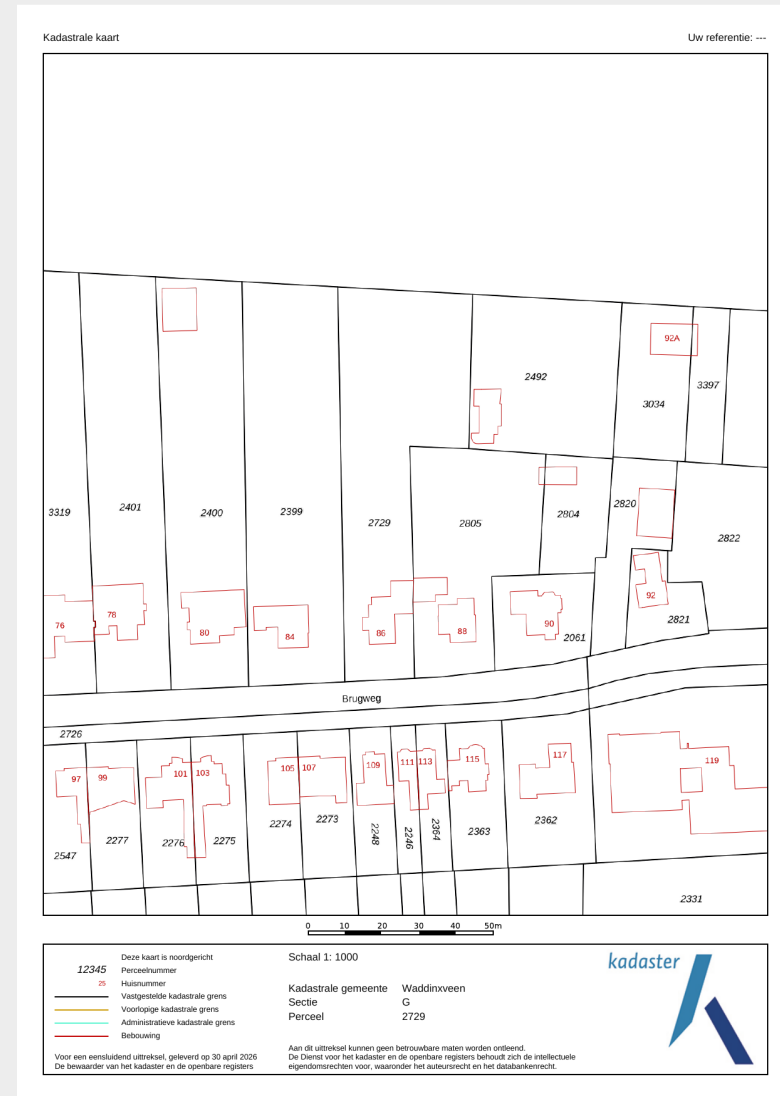 Kadastrale kaart
Uw referentie: ---
92A
2492
3397
3034
3319
2401
2400
2399
2729
2805
2804
2820
2822
76
78
80
84
86
88
90
92
2061
2821
Brugweg
2726
97
99
101
103
105
107
109
111
113
115
117
119
2547
2277
2276
2275
2274
2273
2248
2246
2364
2363
2362
2331
0 10 20 30 40 50m
Deze kaart is noordgericht
12345 Perceelnummer
25 Huisnummer
Vastgestelde kadastrale grens
Voorlopige kadastrale grens
Administratieve kadastrale grens
Bebouwing
Voor een eensluidend uittreksel, geleverd op 30 april 2026
De bewaarder van het kadaster en de openbare registers
Schaal 1: 1000
Kadastrale gemeente Waddinxveen
Sectie G
Perceel 2729
Aan dit uittreksel kunnen geen betrouwbare maten worden ontleend.
De Dienst voor het kadaster en de openbare registers behoudt zich de intellectuele
eigendomsrechten voor, waaronder het auteursrecht en het databankenrecht.
kadaster